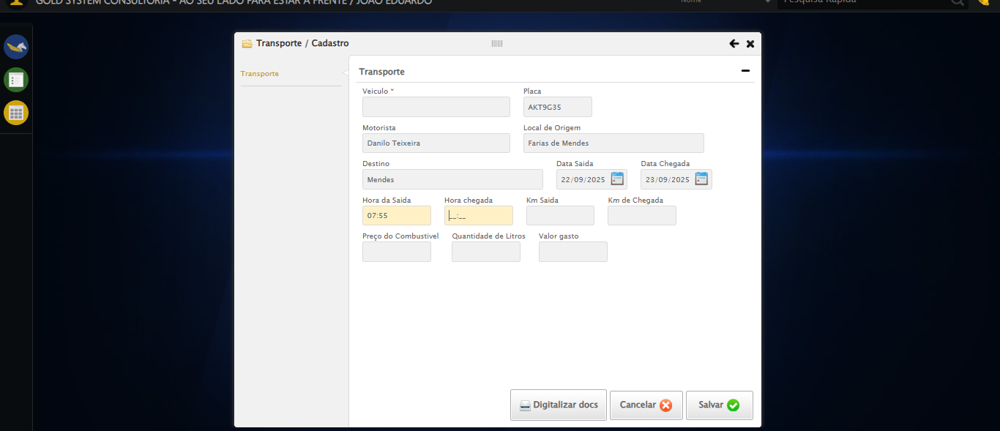 GOLD SYSTEM CONSULTORIA - AO SEU LADO PARA ESTAR A FRENTE / JOAO EDUARDO
Nome
Pesquisa Rapida
Transporte / Cadastro
Transporte
Transporte
Veiculo * Placa
AKT9G35
Motorista Local de Origem
Danilo Teixeira Farias de Mendes
Destino Data Saida Data Chegada
Mendes 22/09/2025 23/09/2025
Hora da Saida Hora chegada Km Saida Km de Chegada
07:55 __:__
Preço do Combustivel Quantidade de Litros Valor gasto
Digitalizar docs Cancelar Salvar